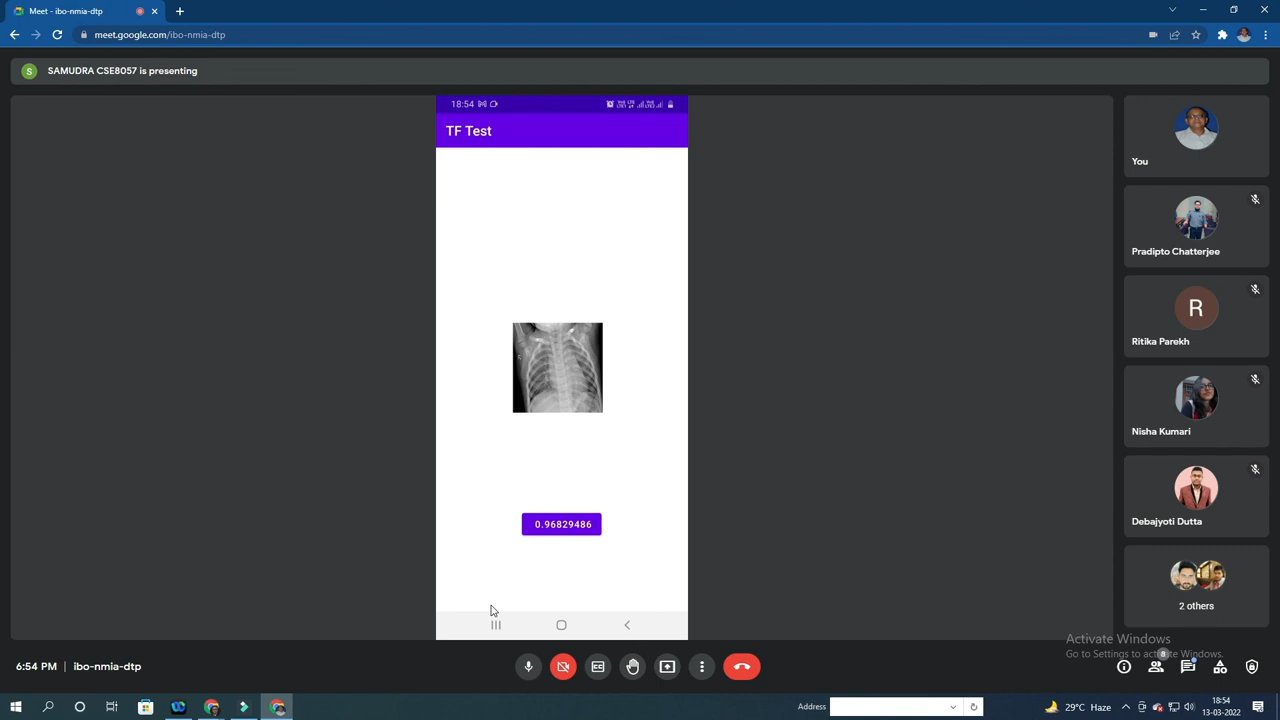 Meet - ibo-nmia-dtp
meet.google.com/ibo-nmia-dtp
S
SAMUDRA CSE8057 is presenting
18:54
TF Test
0.96829486
You
Pradipto Chatterjee
R
Ritika Parekh
Nisha Kumari
Debajyoti Dutta
2 others
Activate Windows
Go to Settings to activate Windows.
6:54 PM | ibo-nmia-dtp
8
Address
29°C Haze
18:54
13-03-2022